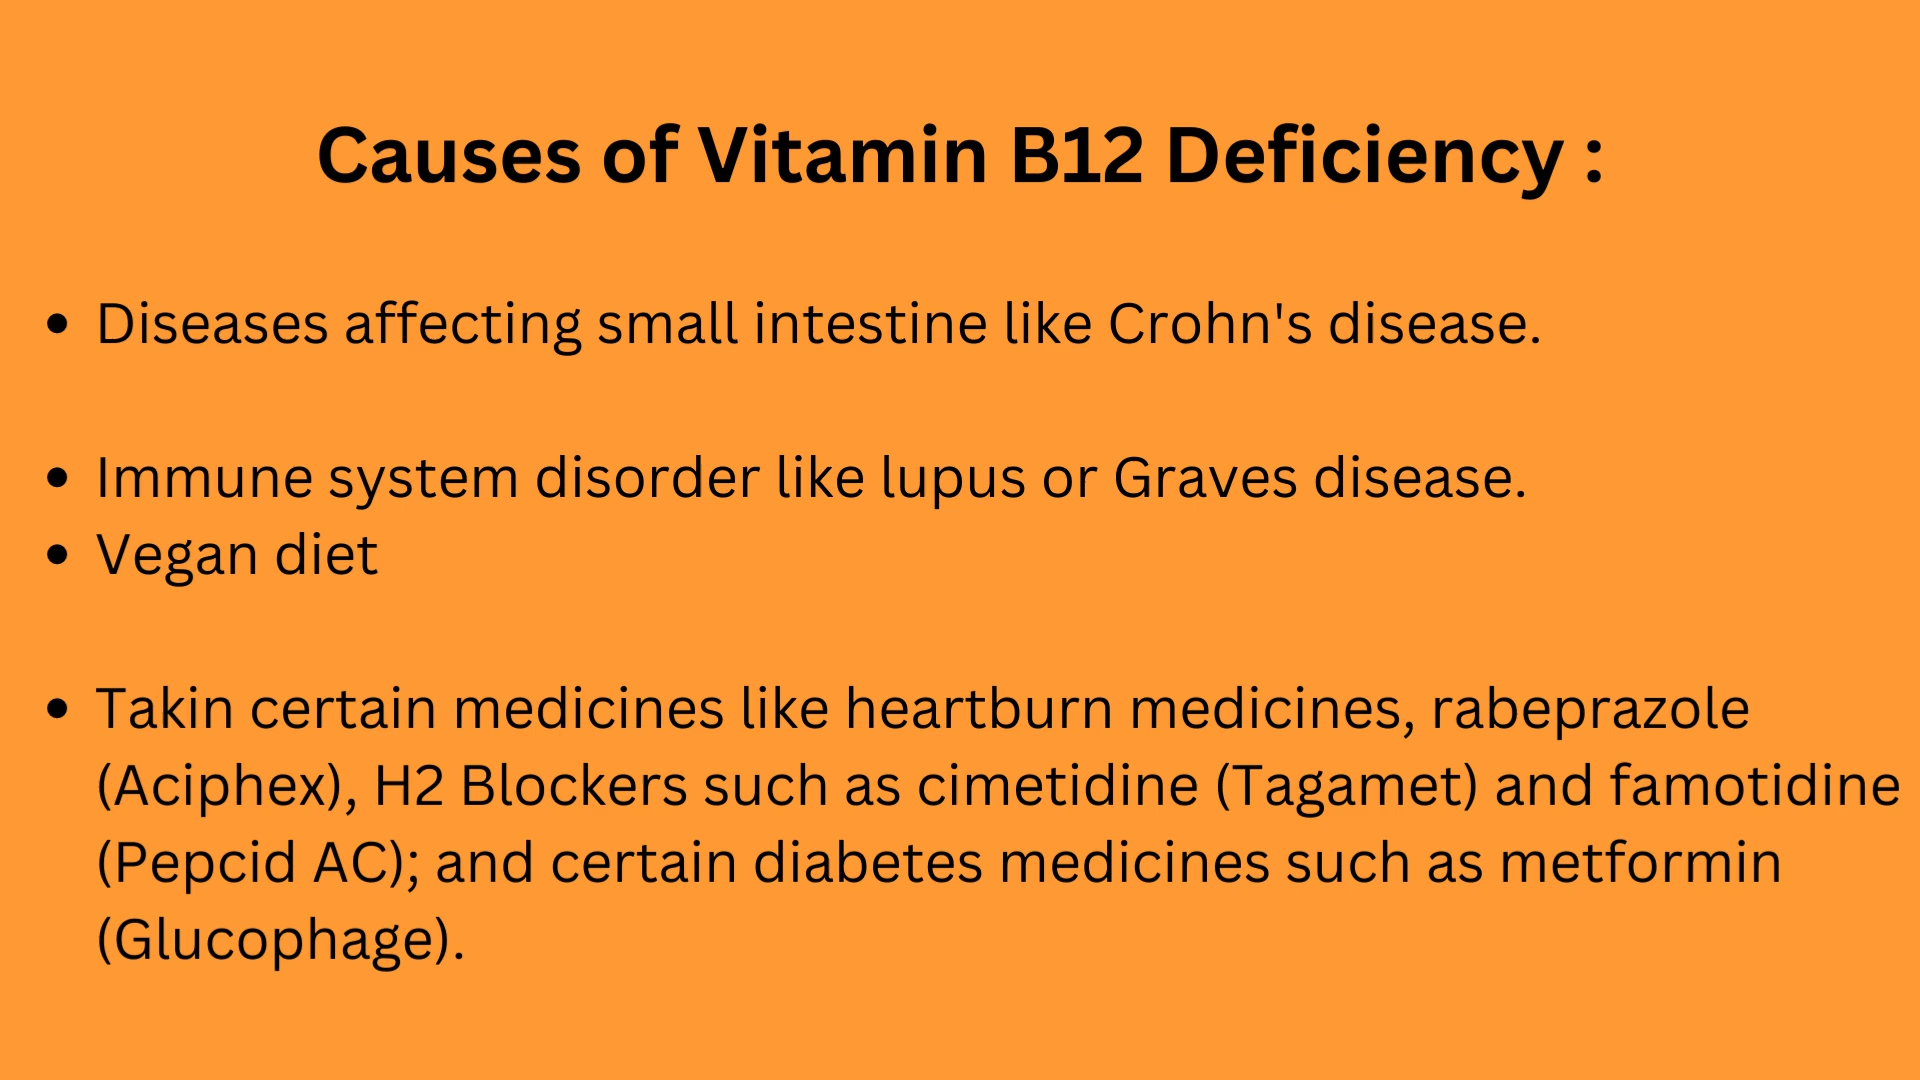 Causes of Vitamin B12 Deficiency :
• Diseases affecting small intestine like Crohn's disease.
• Immune system disorder like lupus or Graves disease.
• Vegan diet
• Takin certain medicines like heartburn medicines, rabeprazole
(Aciphex), H2 Blockers such as cimetidine (Tagamet) and famotidine
(Pepcid AC); and certain diabetes medicines such as metformin
(Glucophage).